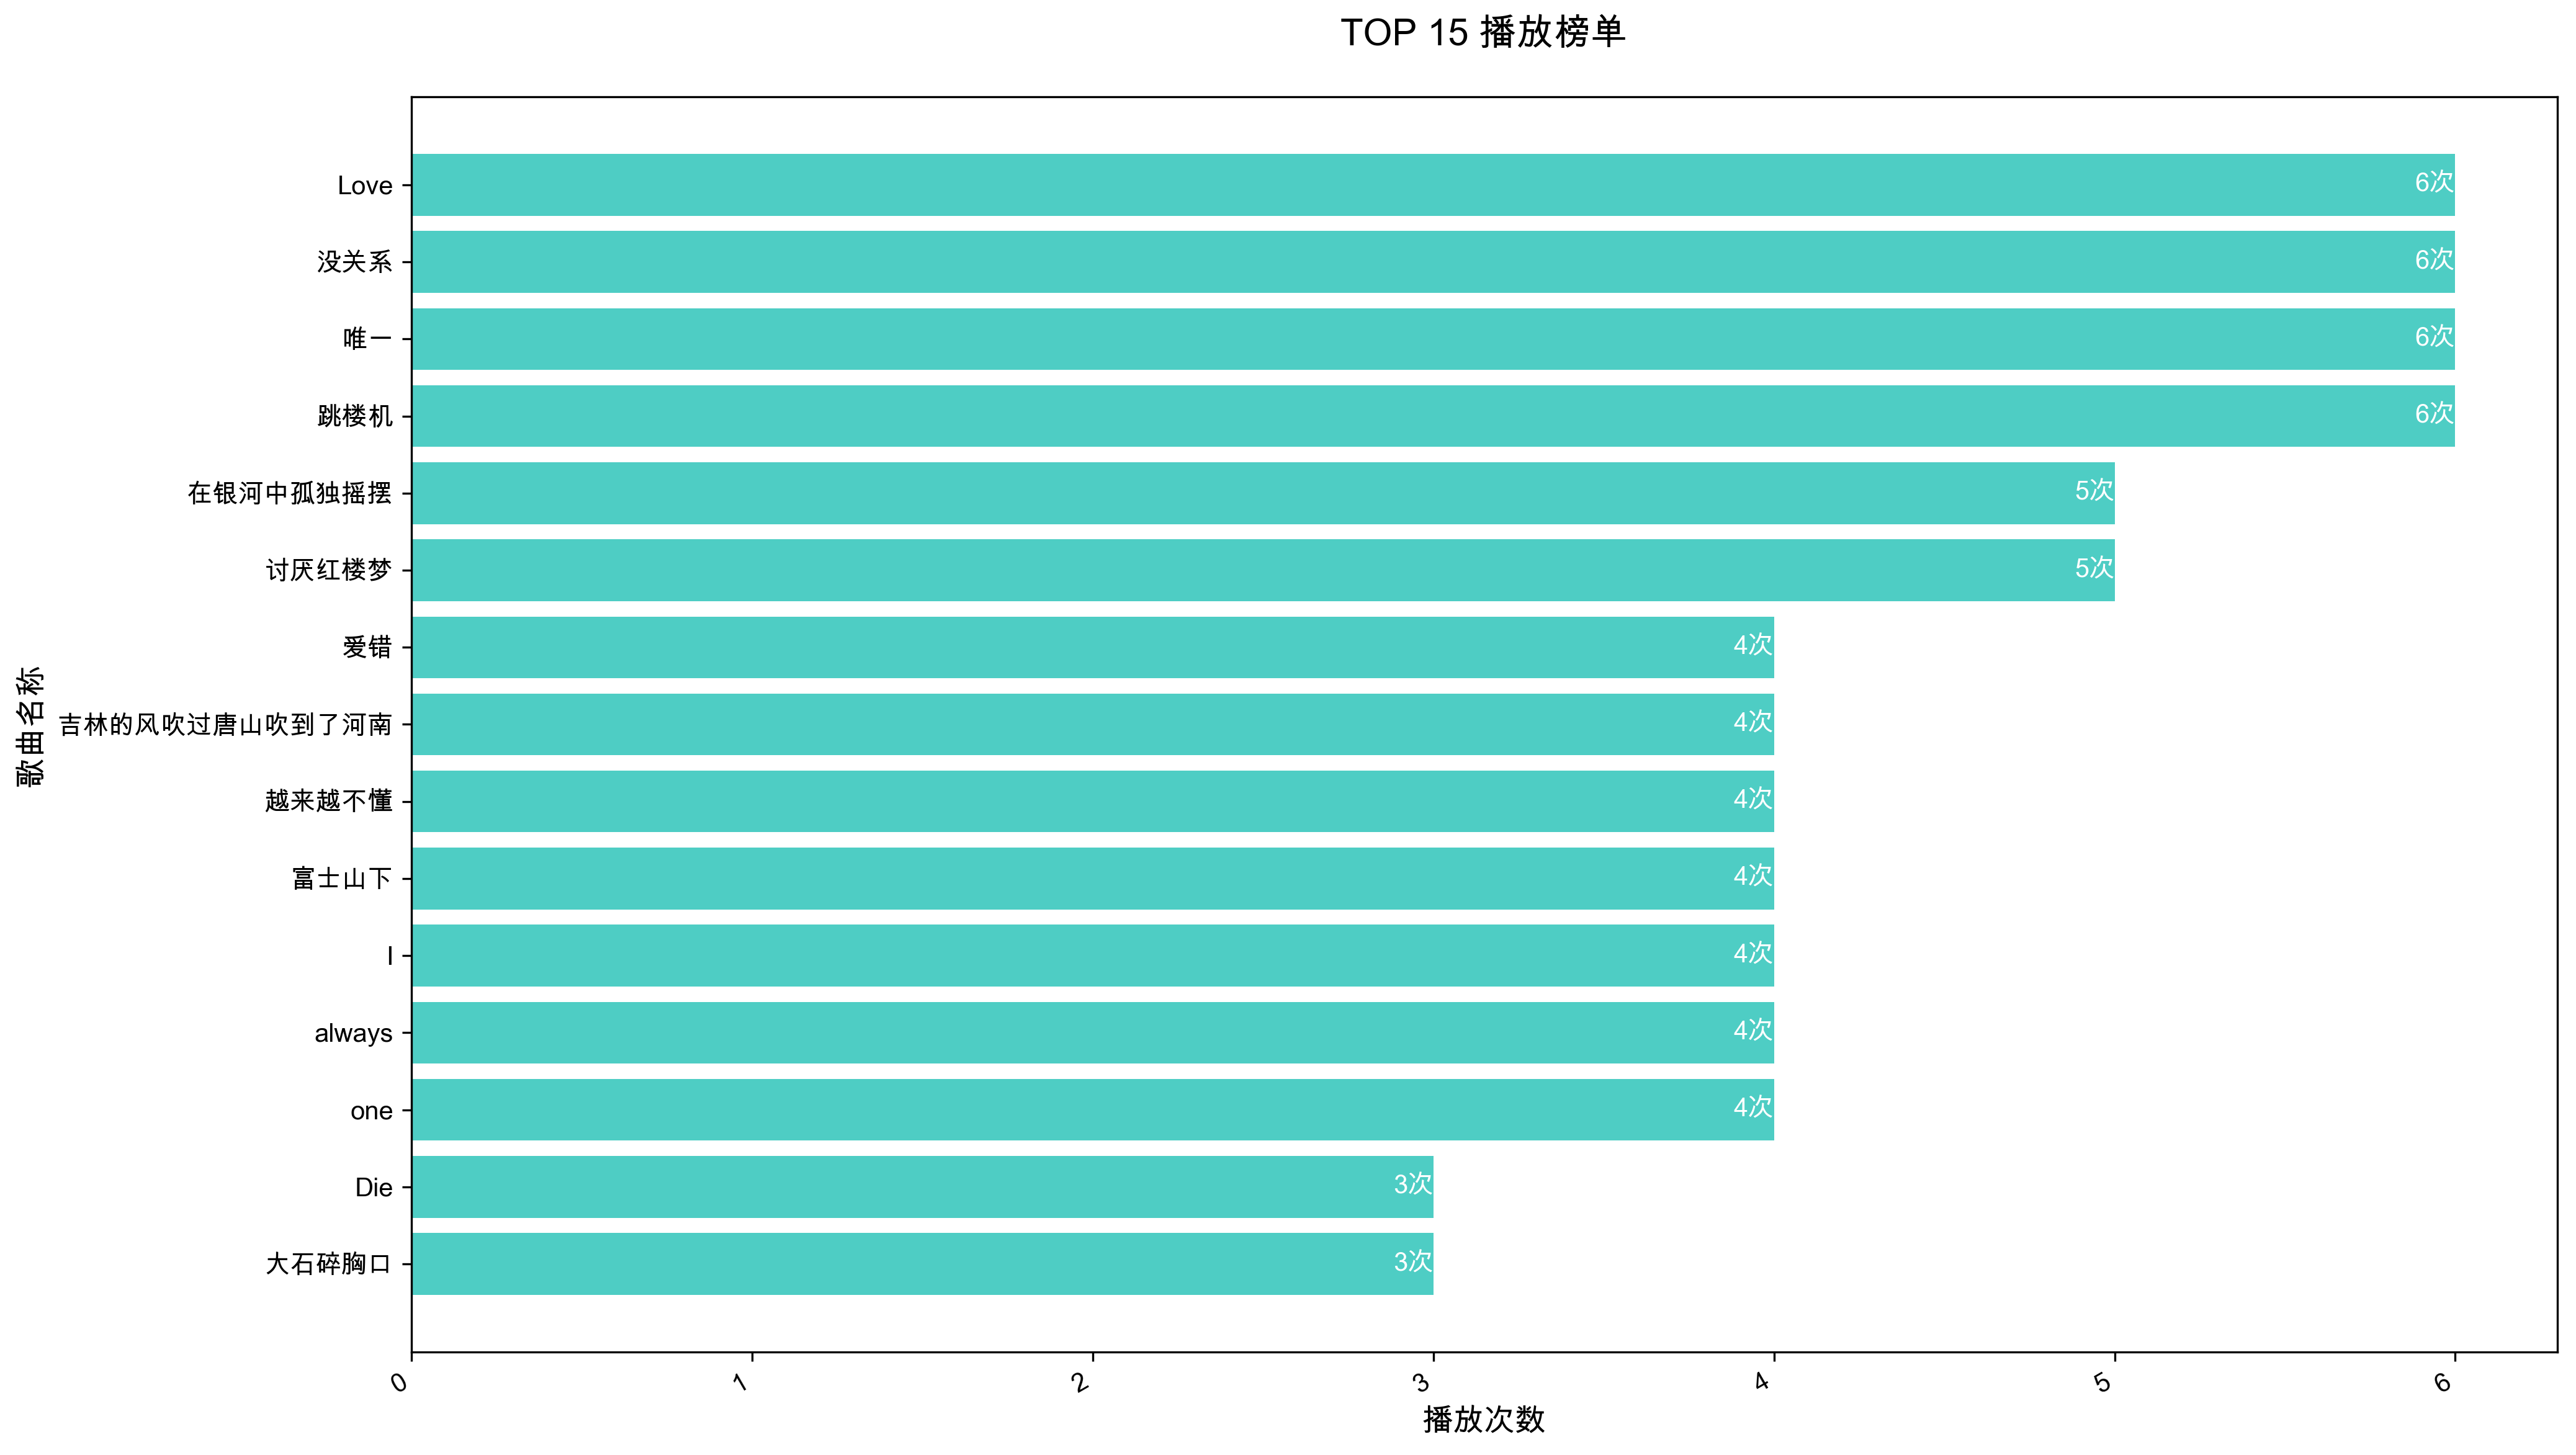 TOP 15 播放榜单
Love 6次
没关系 6次
唯一 6次
跳楼机 6次
在银河中孤独摇摆 5次
讨厌红楼梦 5次
爱错 4次
吉林的风吹过唐山吹到了河南 4次
越来越不懂 4次
富士山下 4次
I 4次
always 4次
one 4次
Die 3次
大石碎胸口 3次
歌曲名称
0 1 2 3 4 5 6
播放次数